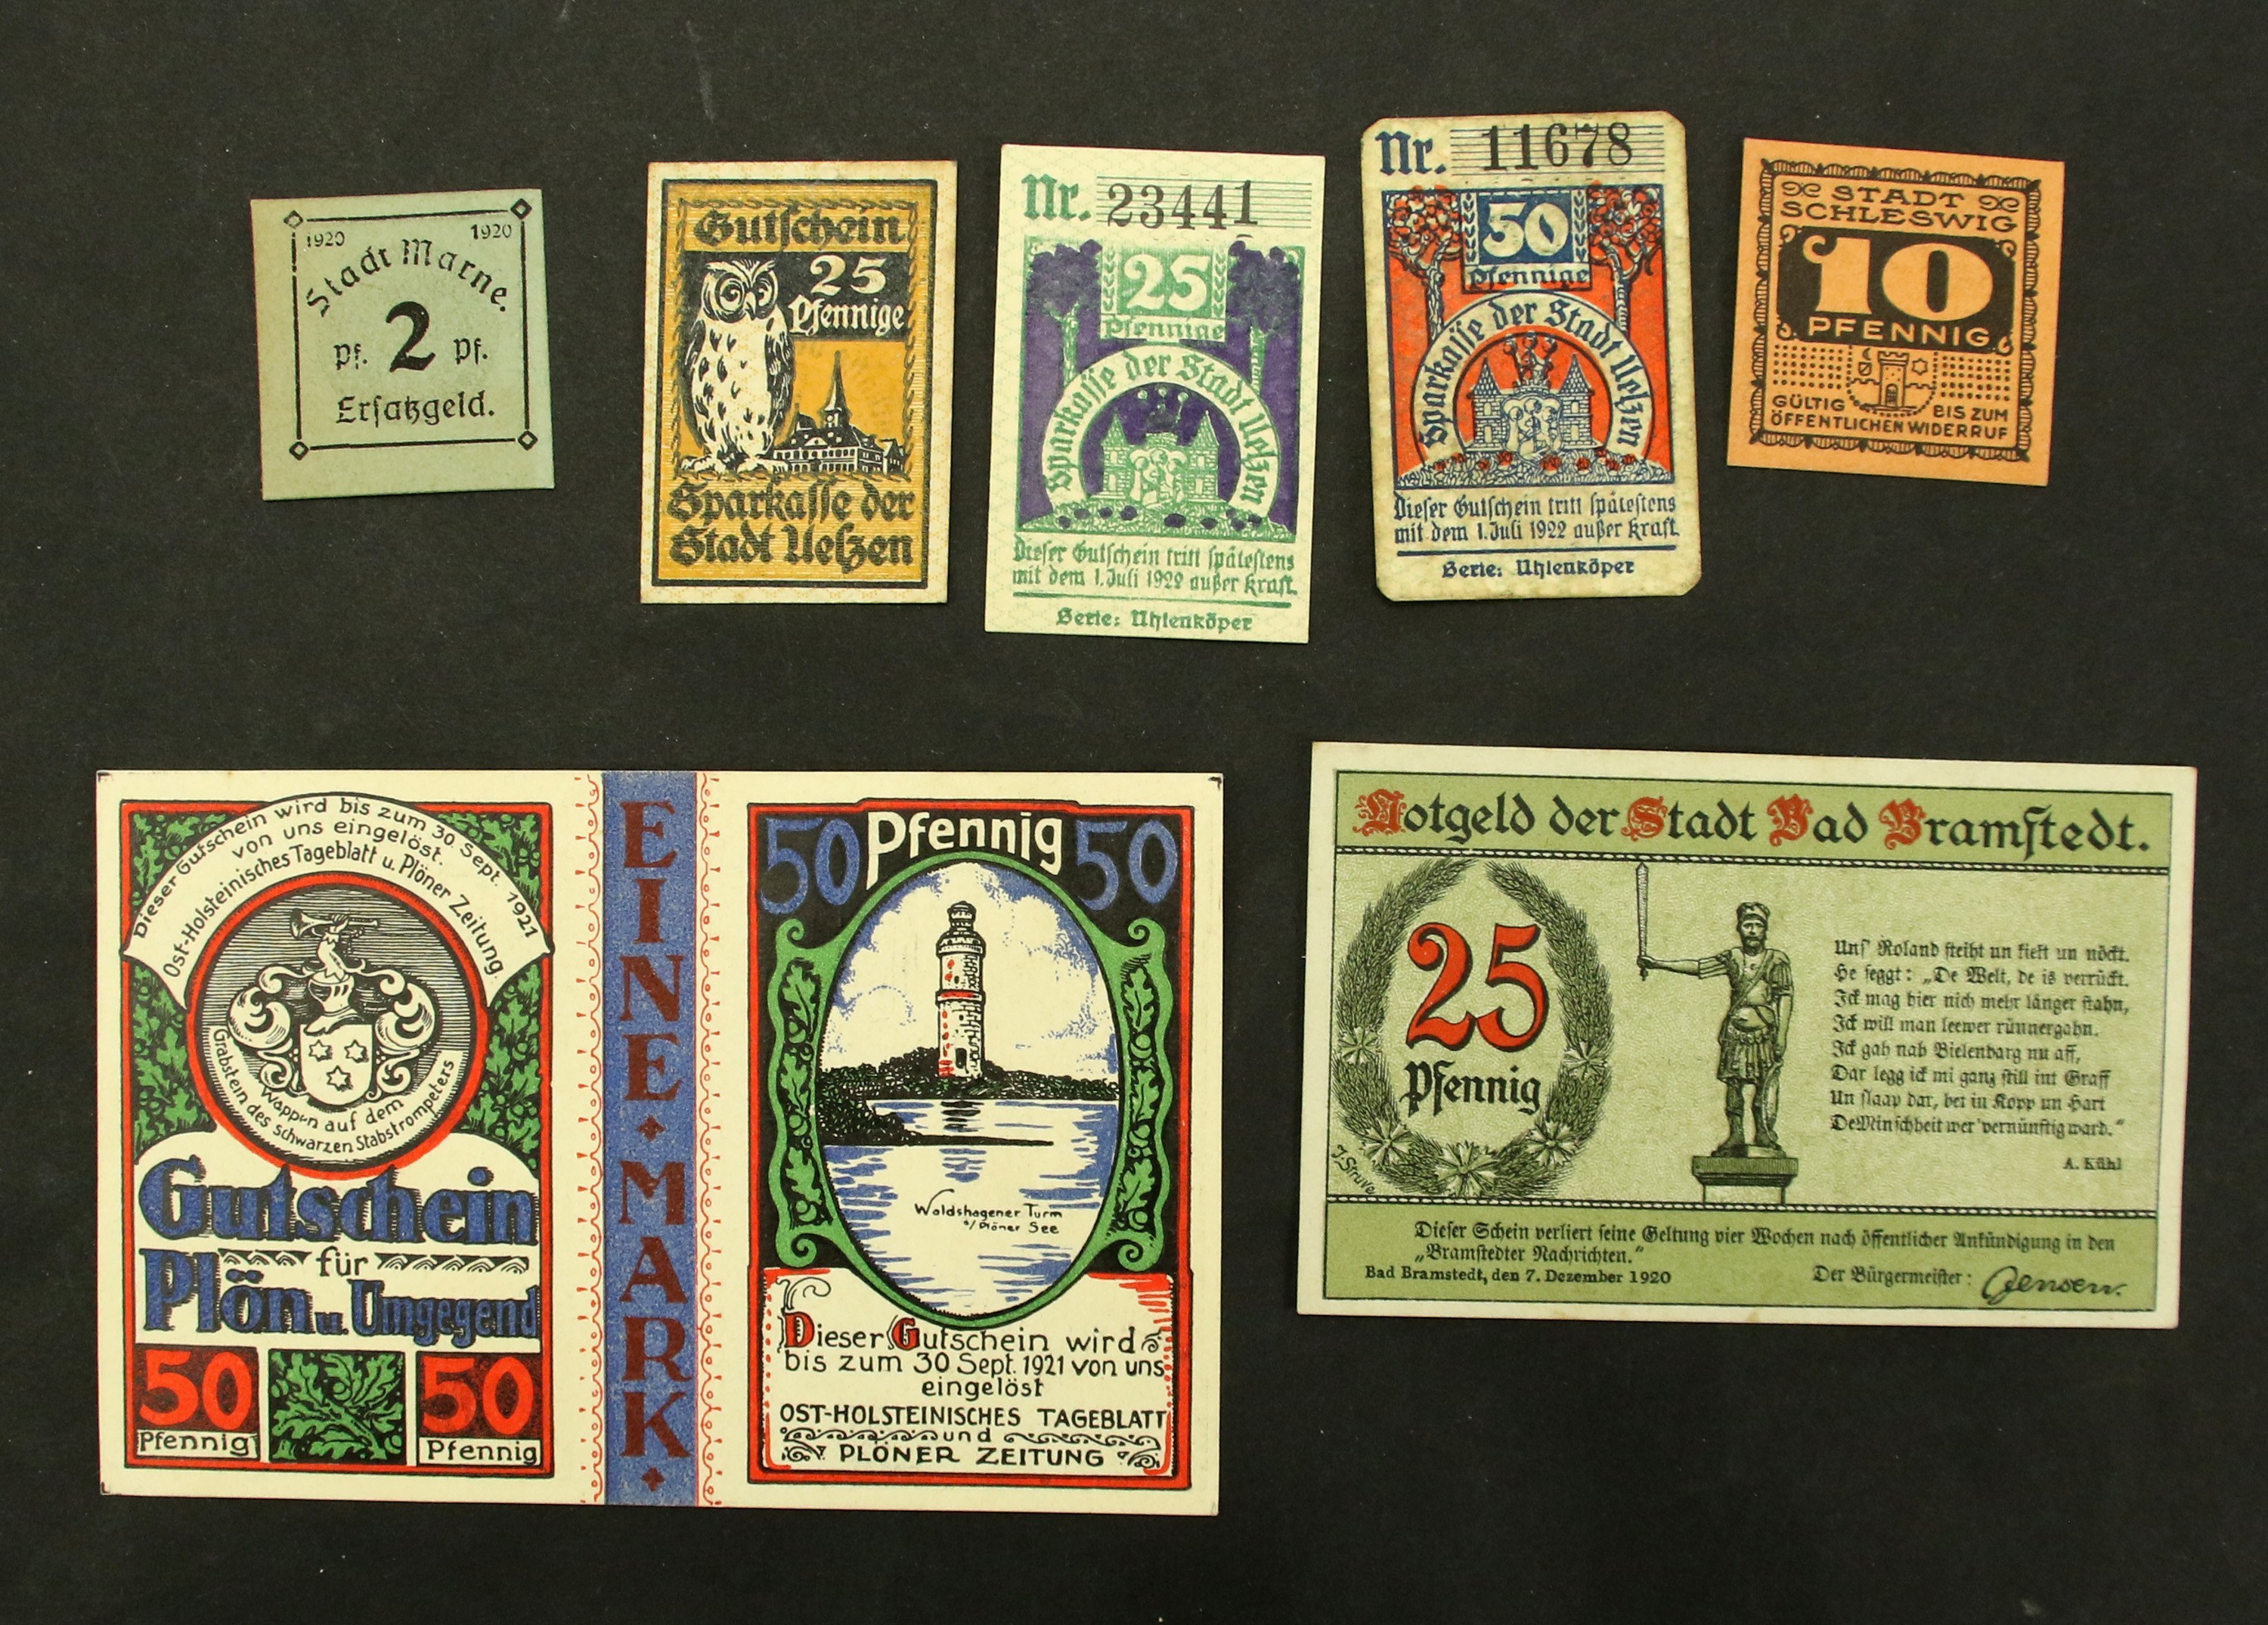 1920 1920
Stadt Marne.
Pf. 2 Pf.
Ersatzgeld.
Gutschein
25
Pfennige
Sparkasse der
Stadt Uelzen
Nr. 23441
25
Pfennige
Sparkasse der Stadt Uelzen
Dieser Gutschein tritt spätestens
mit dem 1. Juli 1922 außer Kraft.
Serie: Uhlenköper
Nr. 11678
50
Pfennige
Sparkasse der Stadt Uelzen
Dieser Gutschein tritt spätestens
mit dem 1. Juli 1922 außer Kraft.
Serie: Uhlenköper
STADT
SCHLESWIG
10
PFENNIG
GÜLTIG BIS ZUM
ÖFFENTLICHEN WIDERRUF
Dieser Gutschein wird bis zum 30 Sept. 1921
von uns eingelöst.
Ost-Holsteinisches Tageblatt u. Plöner Zeitung.
Wappen auf dem
Grabstein des schwarzen Stabstrompeters
Gutschein
für
Plön u. Umgegend
50 50
Pfennig Pfennig
EINE · MARK ·
50 Pfennig 50
Waldshagener Turm
a/ Plöner See
Dieser Gutschein wird
bis zum 30 Sept. 1921 von uns
eingelöst
OST-HOLSTEINISCHES TAGEBLATT
und
PLÖNER ZEITUNG
Notgeld der Stadt Bad Bramstedt.
25
Pfennig
J. Struve
Uns' Roland steiht un kiekt un nöckt.
He seggt: „De Welt, de is verrückt.
Ick mag hier nich mehr länger stahn,
Ick will man leewer rünnergahn.
Ick gah nah Bielenbarg nu aff,
Dar legg ick mi ganz still int Graff
Un slaap dar, bet in Kopp un Hart
De Minschheit wer' vernünftig ward."
A. Kühl
Dieser Schein verliert seine Geltung vier Wochen nach öffentlicher Ankündigung in den
„Bramstedter Nachrichten."
Bad Bramstedt, den 7. Dezember 1920
Der Bürgermeister: Jensen.